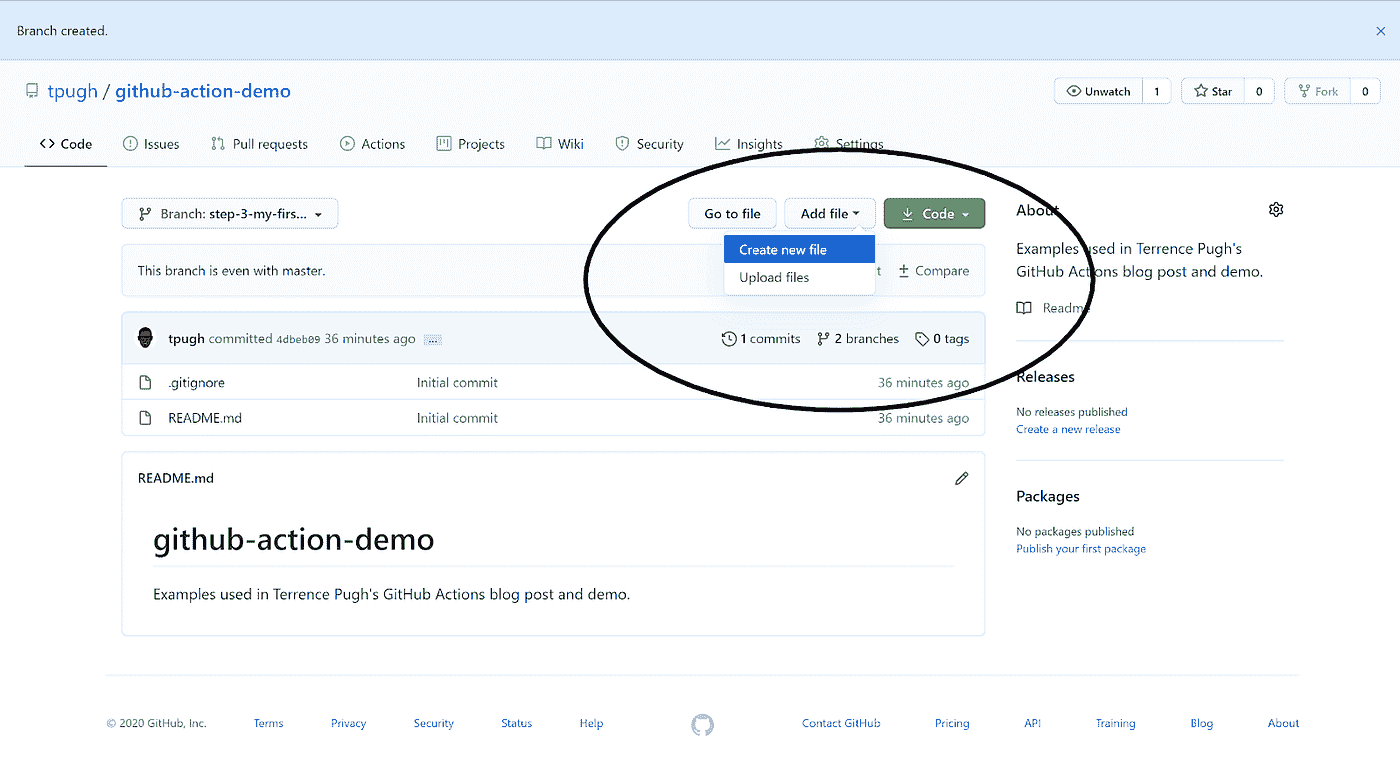 Branch created.
tpugh / github-action-demo
Unwatch 1 Star 0 Fork 0
Code Issues Pull requests Actions Projects Wiki Security Insights Settings
Branch: step-3-my-firs...
Go to file Add file Code
Create new file
Upload files
This branch is even with master.
Compare
tpugh committed 4dbeb09 36 minutes ago ...
1 commits 2 branches 0 tags
.gitignore Initial commit 36 minutes ago
README.md Initial commit 36 minutes ago
README.md
github-action-demo
Examples used in Terrence Pugh's GitHub Actions blog post and demo.
About
Examples used in Terrence Pugh's
GitHub Actions blog post and demo.
Readme
Releases
No releases published
Create a new release
Packages
No packages published
Publish your first package
© 2020 GitHub, Inc. Terms Privacy Security Status Help Contact GitHub Pricing API Training Blog About